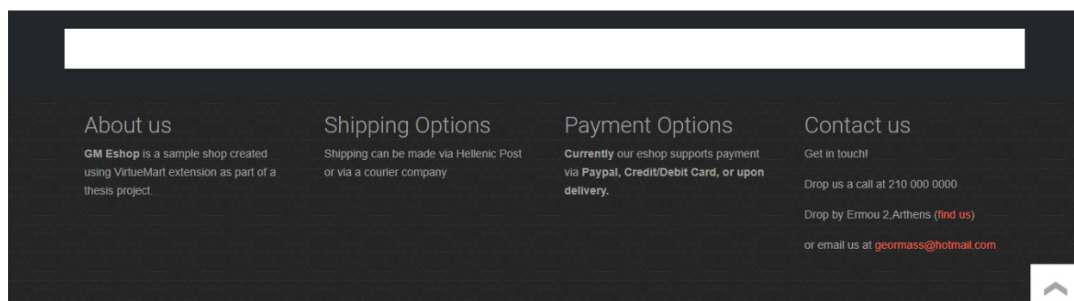 About us
GM Eshop is a sample shop created
using VirtueMart extension as part of a
thesis project.
Shipping Options
Shipping can be made via Hellenic Post
or via a courier company
Payment Options
Currently our eshop supports payment
via Paypal, Credit/Debit Card, or upon
delivery.
Contact us
Get in touch!
Drop us a call at 210 000 0000
Drop by Ermou 2,Arthens (find us)
or email us at geormass@hotmail.com